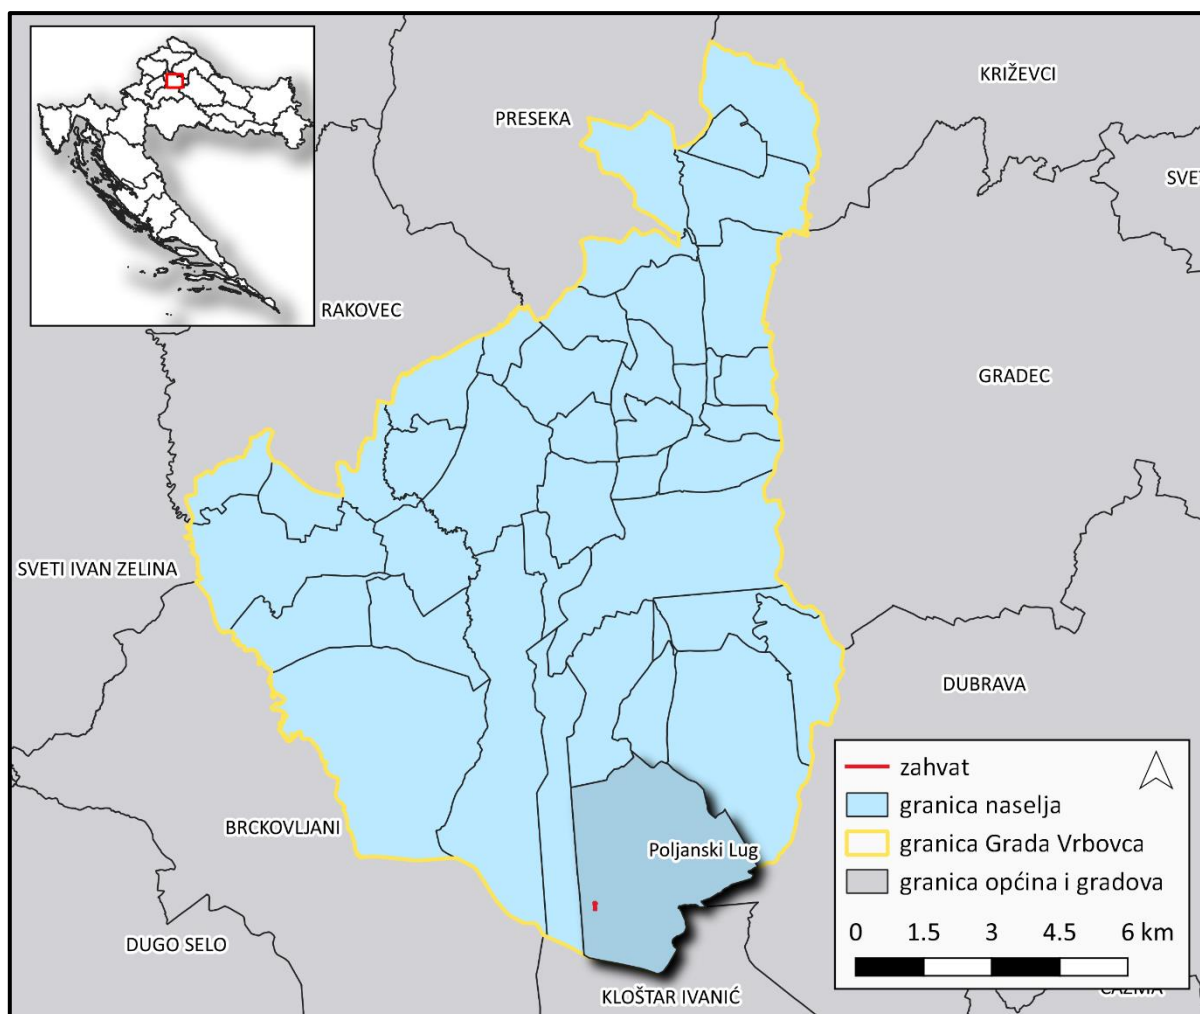 KRIŽEVCI
PRESEKA
RAKOVEC
GRADEC
SVETI IVAN ZELINA
DUBRAVA
BRCKOVLJANI
Poljanski Lug
DUGO SELO
KLOŠTAR IVANIĆ
zahvat
granica naselja
granica Grada Vrbovca
granica općina i gradova
0 1.5 3 4.5 6 km